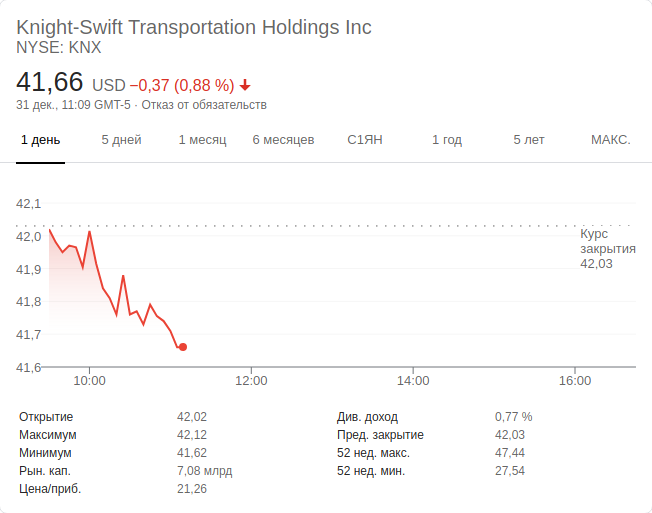 Knight-Swift Transportation Holdings Inc
NYSE: KNX
41,66 USD −0,37 (0,88 %)
31 дек., 11:09 GMT-5 · Отказ от обязательств
1 день 5 дней 1 месяц 6 месяцев С1ЯН 1 год 5 лет МАКС.
42,1
42,0
41,9
41,8
41,7
41,6
Курс
закрытия
42,03
10:00 12:00 14:00 16:00
Открытие 42,02 Див. доход 0,77 %
Максимум 42,12 Пред. закрытие 42,03
Минимум 41,62 52 нед. макс. 47,44
Рын. кап. 7,08 млрд 52 нед. мин. 27,54
Цена/приб. 21,26